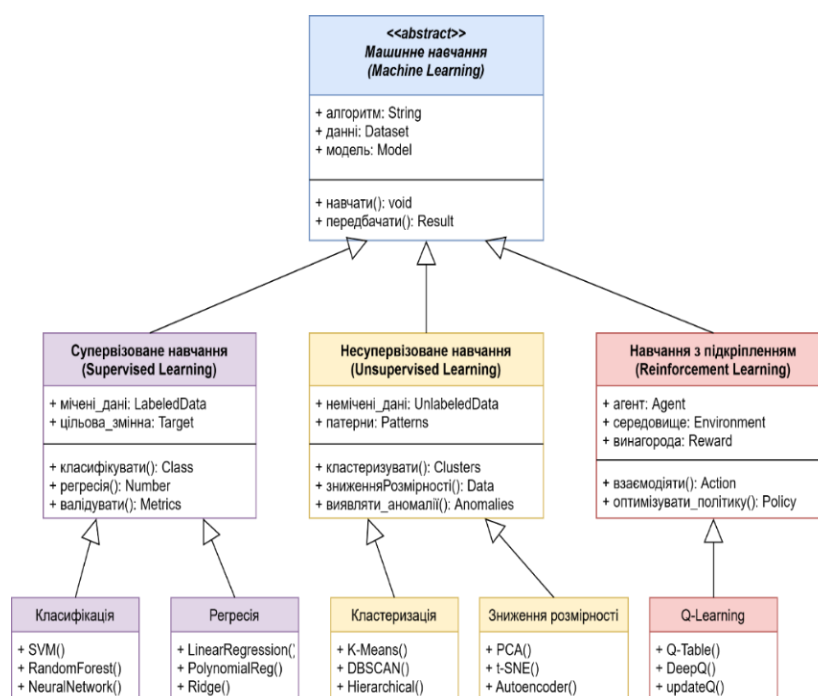 <<abstract>>
Машинне навчання
(Machine Learning)
+ алгоритм: String
+ данні: Dataset
+ модель: Model
+ навчати(): void
+ передбачати(): Result
Супервізоване навчання
(Supervised Learning)
+ мічені_дані: LabeledData
+ цільова_змінна: Target
+ класифікувати(): Class
+ регресія(): Number
+ валідувати(): Metrics
Несупервізоване навчання
(Unsupervised Learning)
+ немічені_дані: UnlabeledData
+ патерни: Patterns
+ кластеризувати(): Clusters
+ зниженняРозмірності(): Data
+ виявляти_аномалії(): Anomalies
Навчання з підкріпленням
(Reinforcement Learning)
+ агент: Agent
+ середовище: Environment
+ винагорода: Reward
+ взаємодіяти(): Action
+ оптимізувати_політику(): Policy
Класифікація
+ SVM()
+ RandomForest()
+ NeuralNetwork()
Регресія
+ LinearRegression()
+ PolynomialReg()
+ Ridge()
Кластеризація
+ K-Means()
+ DBSCAN()
+ Hierarchical()
Зниження розмірності
+ PCA()
+ t-SNE()
+ Autoencoder()
Q-Learning
+ Q-Table()
+ DeepQ()
+ updateQ()